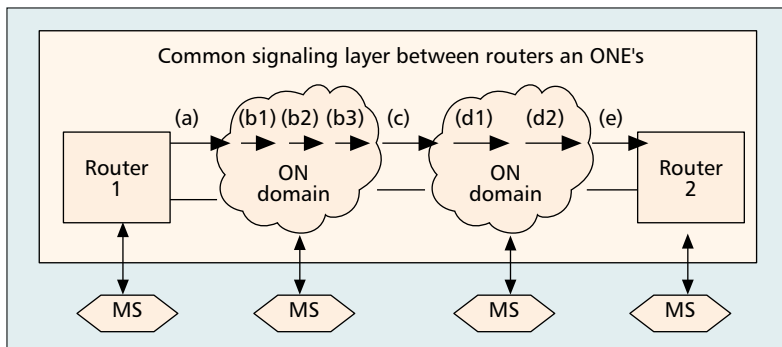 Common signaling layer between routers an ONE's
(a) (b1) (b2) (b3) (c) (d1) (d2) (e)
Router
1
ON
domain
ON
domain
Router
2
MS MS MS MS